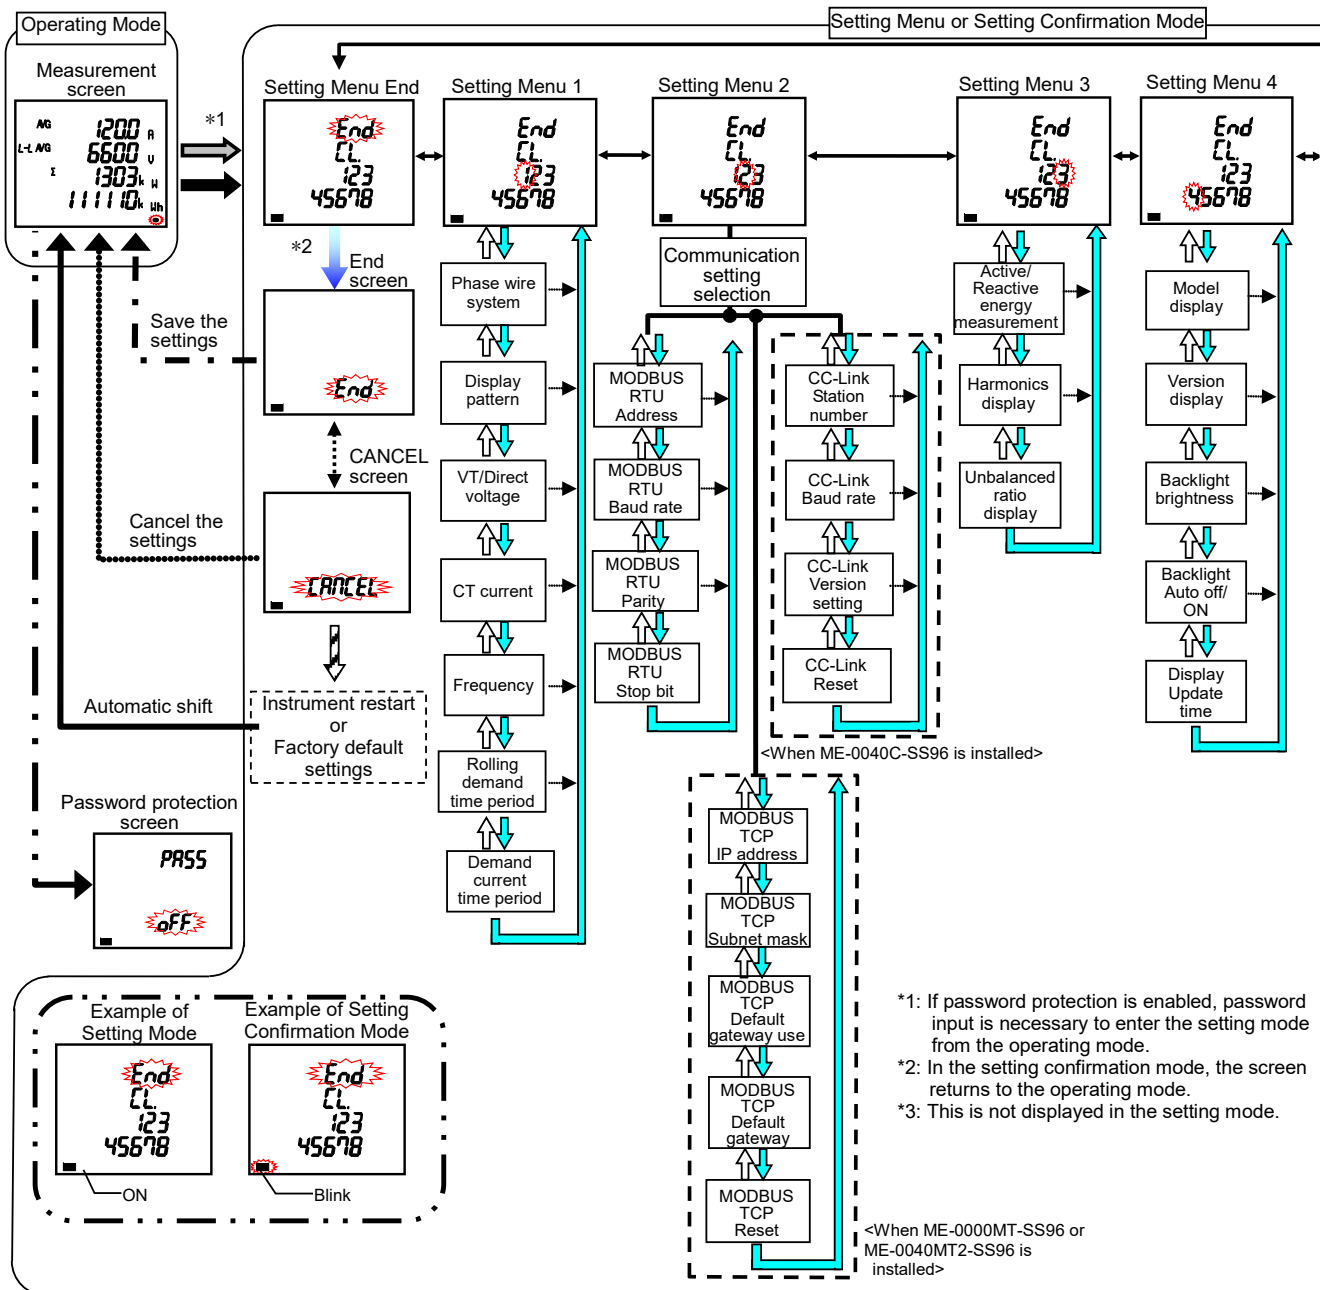 Operating Mode
Setting Menu or Setting Confirmation Mode
Measurement
screen
AVG 120.0 A
L-L AVG 6600 V
Σ 1303 k W
111110 k Wh
*1
Setting Menu End
End
CL.
123
45678
*2
End
screen
End
CANCEL
screen
CANCEL
Save the
settings
Cancel the
settings
Automatic shift
Instrument restart
or
Factory default
settings
Password protection
screen
PASS
oFF
Setting Menu 1
End
CL.
123
45678
Phase wire
system
Display
pattern
VT/Direct
voltage
CT current
Frequency
Rolling
demand
time period
Demand
current
time period
Setting Menu 2
End
CL.
123
45678
Communication
setting
selection
MODBUS
RTU
Address
MODBUS
RTU
Baud rate
MODBUS
RTU
Parity
MODBUS
RTU
Stop bit
CC-Link
Station
number
CC-Link
Baud rate
CC-Link
Version
setting
CC-Link
Reset
<When ME-0040C-SS96 is installed>
MODBUS
TCP
IP address
MODBUS
TCP
Subnet mask
MODBUS
TCP
Default
gateway use
MODBUS
TCP
Default
gateway
MODBUS
TCP
Reset
<When ME-0000MT-SS96 or
ME-0040MT2-SS96 is
installed>
Setting Menu 3
End
CL.
123
45678
Active/
Reactive
energy
measurement
Harmonics
display
Unbalanced
ratio
display
Setting Menu 4
End
CL.
123
45678
Model
display
Version
display
Backlight
brightness
Backlight
Auto off/
ON
Display
Update
time
Example of
Setting Mode
End
CL.
123
45678
ON
Example of Setting
Confirmation Mode
End
CL.
123
45678
Blink
*1: If password protection is enabled, password
input is necessary to enter the setting mode
from the operating mode.
*2: In the setting confirmation mode, the screen
returns to the operating mode.
*3: This is not displayed in the setting mode.